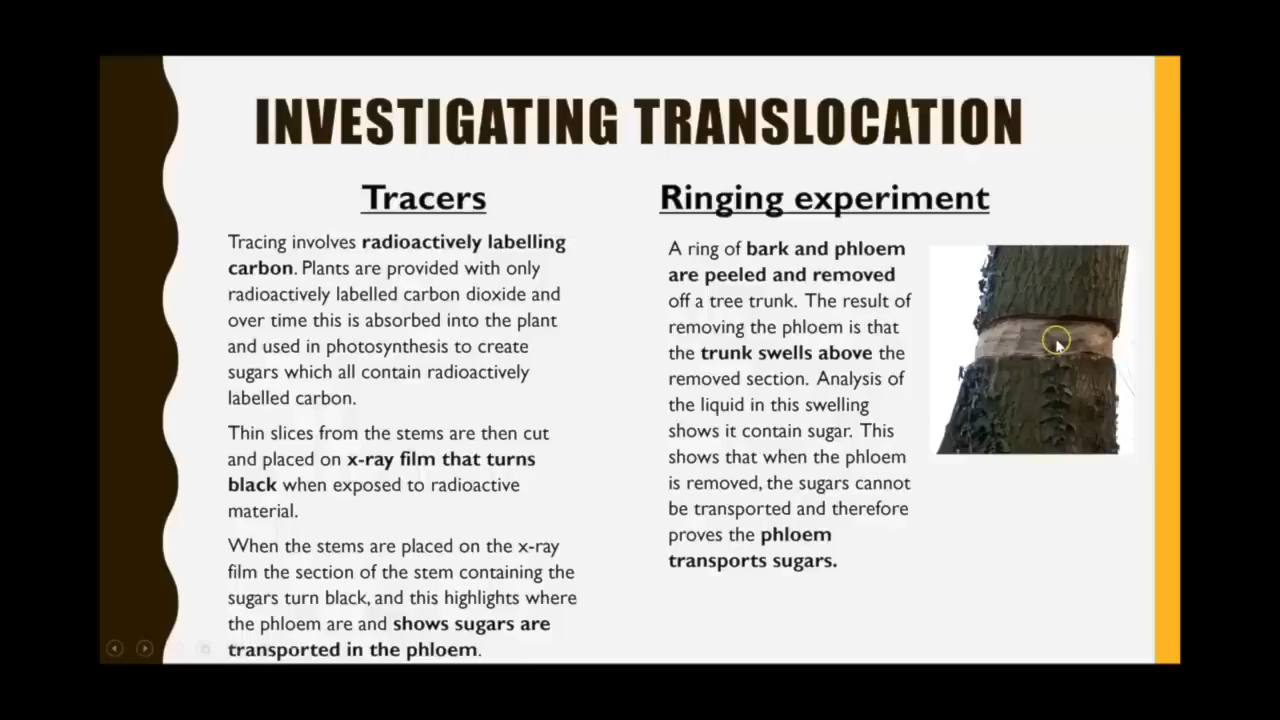 INVESTIGATING TRANSLOCATION
Tracers
Tracing involves radioactively labelling
carbon. Plants are provided with only
radioactively labelled carbon dioxide and
over time this is absorbed into the plant
and used in photosynthesis to create
sugars which all contain radioactively
labelled carbon.
Thin slices from the stems are then cut
and placed on x-ray film that turns
black when exposed to radioactive
material.
When the stems are placed on the x-ray
film the section of the stem containing the
sugars turn black, and this highlights where
the phloem are and shows sugars are
transported in the phloem.
Ringing experiment
A ring of bark and phloem
are peeled and removed
off a tree trunk. The result of
removing the phloem is that
the trunk swells above the
removed section. Analysis of
the liquid in this swelling
shows it contain sugar. This
shows that when the phloem
is removed, the sugars cannot
be transported and therefore
proves the phloem
transports sugars.